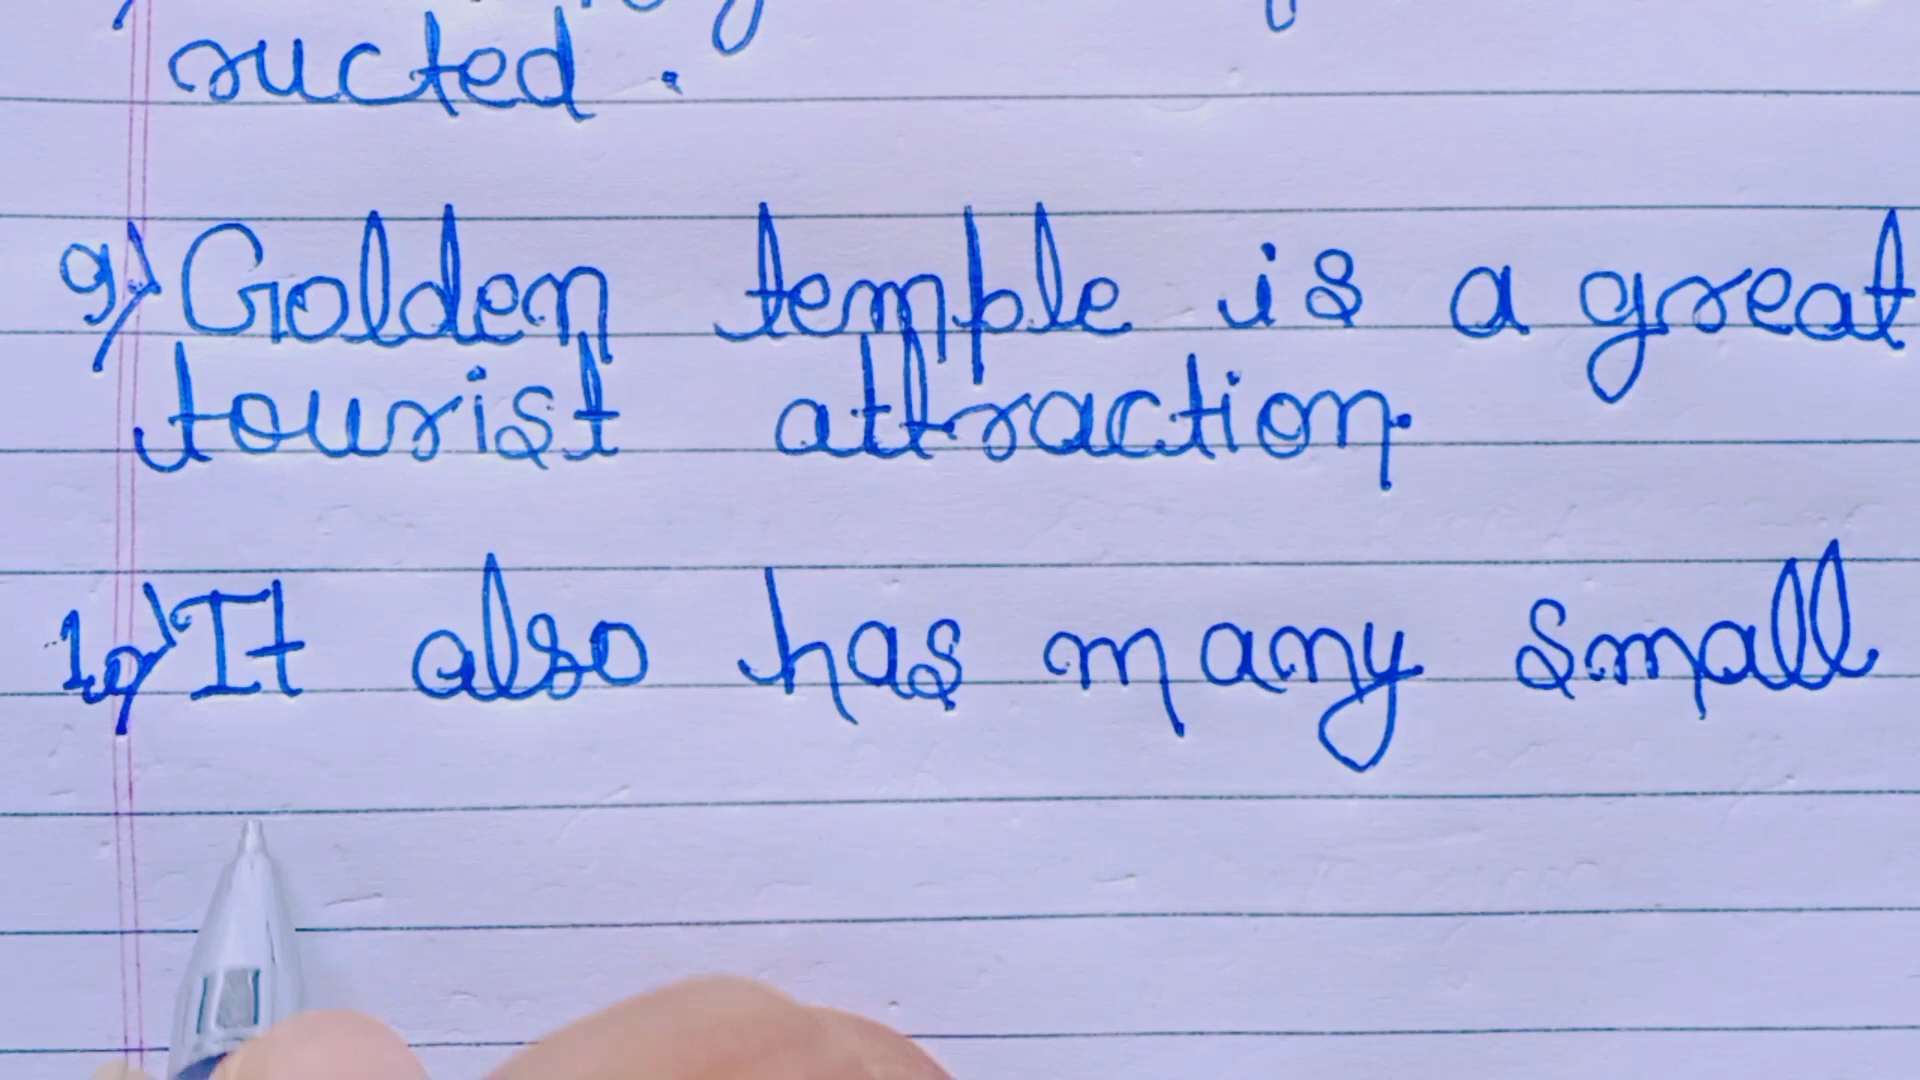 ructed.
9) Golden temple is a great
tourist attraction.
10) It also has many small